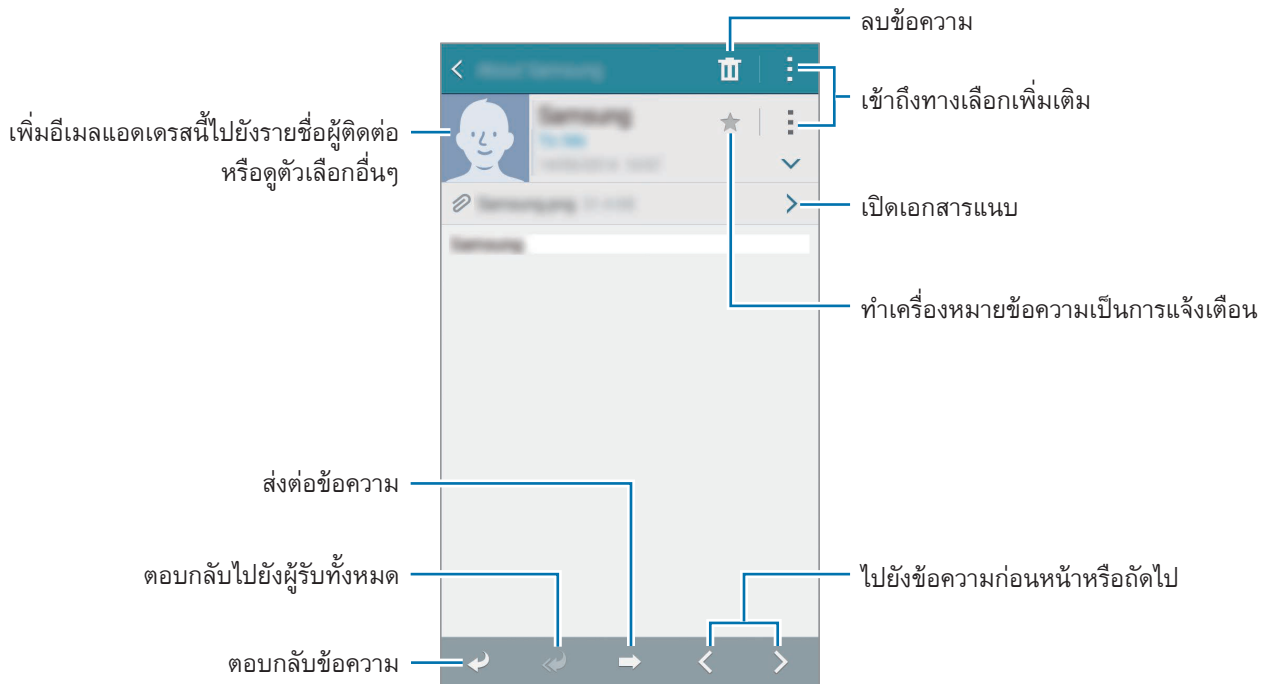 ลบข้อความ
เข้าถึงทางเลือกเพิ่มเติม
เพิ่มอีเมลแอดเดรสนี้ไปยังรายชื่อผู้ติดต่อ
หรือดูตัวเลือกอื่นๆ
เปิดเอกสารแนบ
ทำเครื่องหมายข้อความเป็นการแจ้งเตือน
ส่งต่อข้อความ
ตอบกลับไปยังผู้รับทั้งหมด
ไปยังข้อความก่อนหน้าหรือถัดไป
ตอบกลับข้อความ